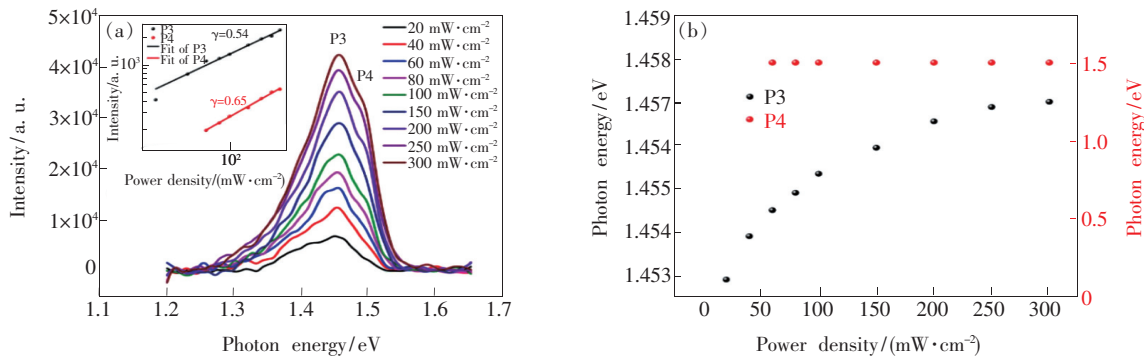 (a)
5×10⁴
4×10⁴
3×10⁴
2×10⁴
1×10⁴
0
Intensity/a. u.
1.1 1.2 1.3 1.4 1.5 1.6 1.7
Photon energy/eV
P3
P4
20 mW·cm⁻²
40 mW·cm⁻²
60 mW·cm⁻²
80 mW·cm⁻²
100 mW·cm⁻²
150 mW·cm⁻²
200 mW·cm⁻²
250 mW·cm⁻²
300 mW·cm⁻²
P3
P4
Fit of P3
Fit of P4
γ=0.54
γ=0.65
10³
Intensity/a. u.
10²
Power density/(mW·cm⁻²)
(b)
1.459
1.458
1.457
1.454
1.455
1.454
1.453
Photon energy/eV
P3
P4
1.5
1.0
0.5
0
Photon energy/eV
0 50 100 150 200 250 300
Power density/(mW·cm⁻²)